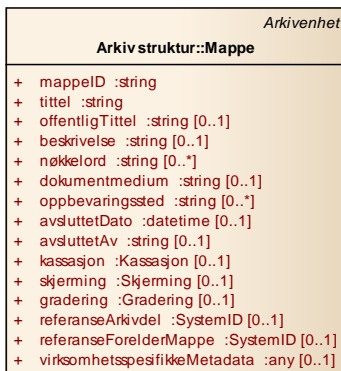 Arkivenhet
Arkivstruktur::Mappe
+ mappeID :string
+ tittel :string
+ offentligTittel :string [0..1]
+ beskrivelse :string [0..1]
+ nøkkelord :string [0..*]
+ dokumentmedium :string [0..1]
+ oppbevaringssted :string [0..*]
+ avsluttetDato :datetime [0..1]
+ avsluttetAv :string [0..1]
+ kassasjon :Kassasjon [0..1]
+ skjerming :Skjerming [0..1]
+ gradering :Gradering [0..1]
+ referanseArkivdel :SystemID [0..1]
+ referanseForelderMappe :SystemID [0..1]
+ virksomhetsspesifikkeMetadata :any [0..1]